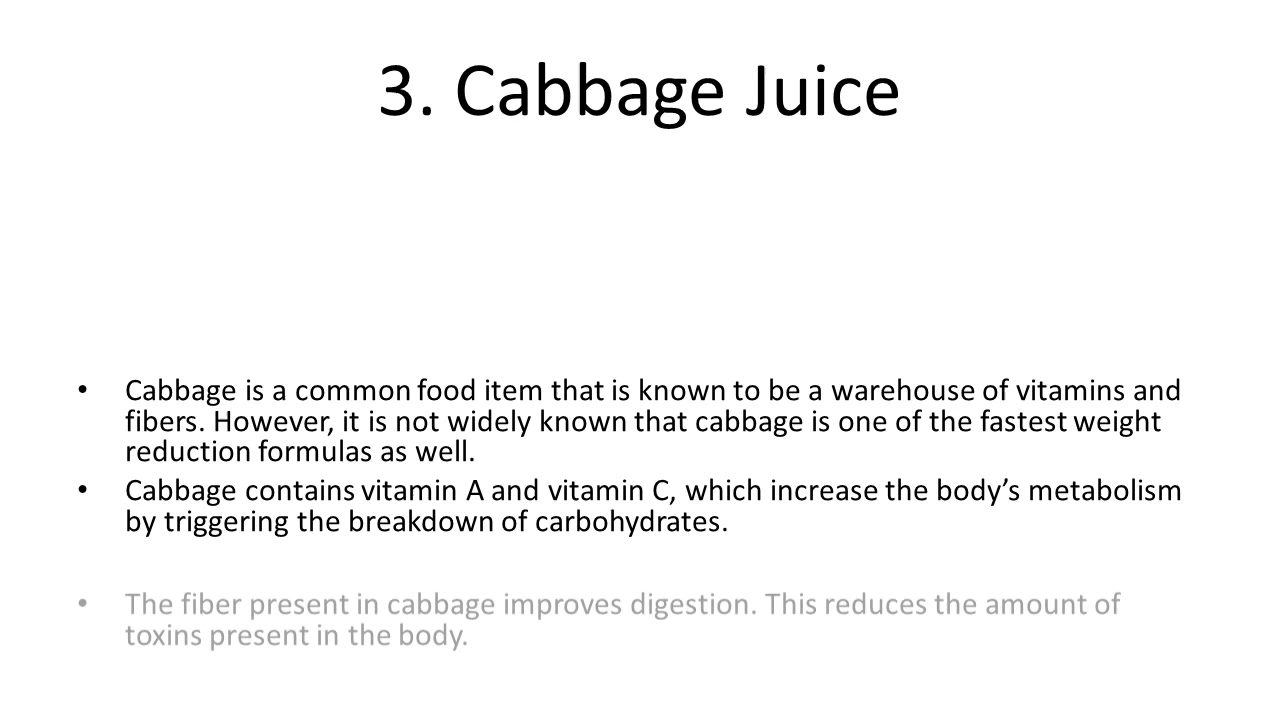 3. Cabbage Juice
• Cabbage is a common food item that is known to be a warehouse of vitamins and
fibers. However, it is not widely known that cabbage is one of the fastest weight
reduction formulas as well.
• Cabbage contains vitamin A and vitamin C, which increase the body’s metabolism
by triggering the breakdown of carbohydrates.
• The fiber present in cabbage improves digestion. This reduces the amount of
toxins present in the body.